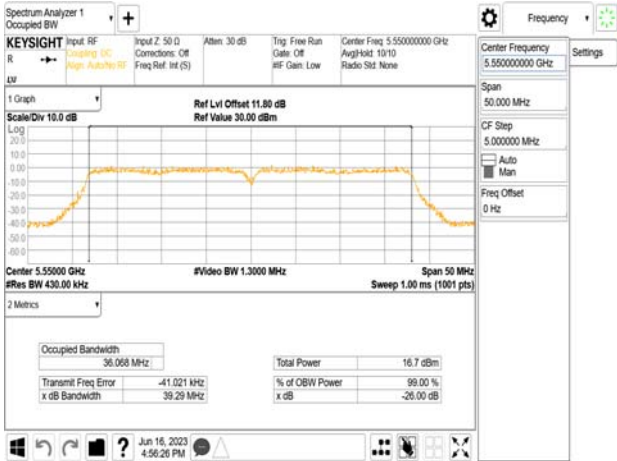 Spectrum Analyzer 1
Occupied BW
Frequency
KEYSIGHT
R
Input: RF
Coupling: DC
Align: Auto/No RF
Input Z: 50 Ω
Corrections: Off
Freq Ref: Int (S)
Atten: 30 dB
Trig: Free Run
Gate: Off
#IF Gain: Low
Center Freq: 5.550000000 GHz
Avg|Hold: 10/10
Radio Std: None
Center Frequency
5.550000000 GHz
Settings
Span
50.000 MHz
CF Step
5.000000 MHz
Auto
Man
Freq Offset
0 Hz
1 Graph
Scale/Div 10.0 dB
Ref Lvl Offset 11.80 dB
Ref Value 30.00 dBm
Log
20.0
10.0
0.00
-10.0
-20.0
-30.0
-40.0
-50.0
-60.0
Center 5.55000 GHz
#Res BW 430.00 kHz
#Video BW 1.3000 MHz
Span 50 MHz
Sweep 1.00 ms (1001 pts)
2 Metrics
Occupied Bandwidth
36.068 MHz
Total Power
16.7 dBm
Transmit Freq Error
-41.021 kHz
% of OBW Power
99.00 %
x dB Bandwidth
39.29 MHz
x dB
-26.00 dB
Jun 16, 2023
4:56:26 PM